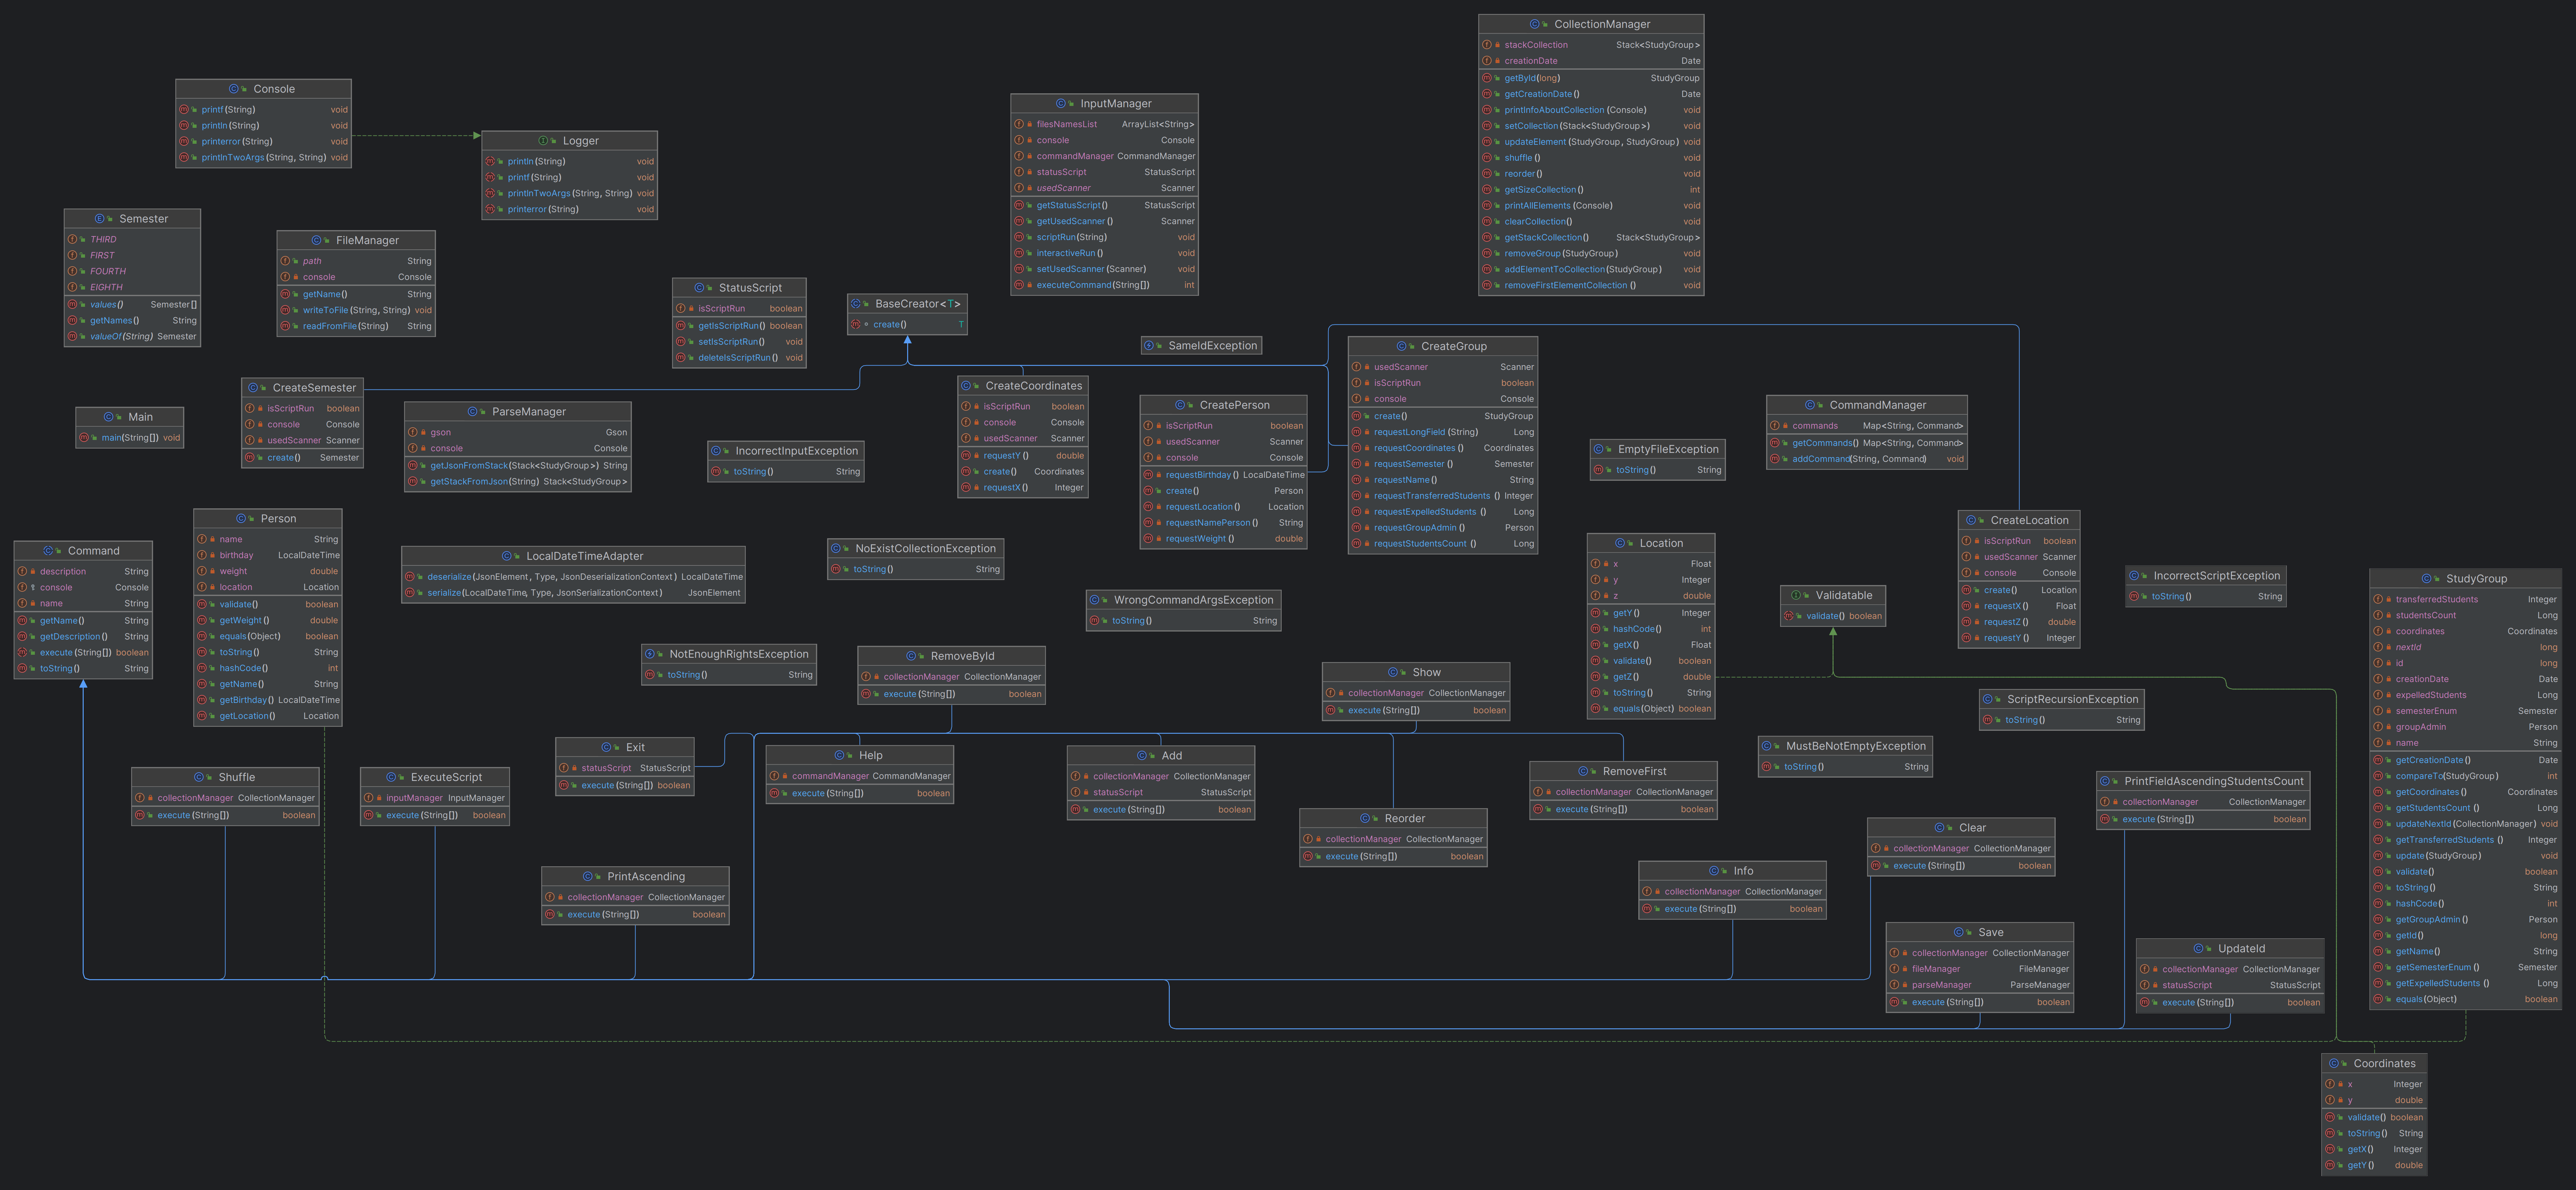 CollectionManager
stackCollection Stack<StudyGroup>
creationDate Date
getById(long) StudyGroup
getCreationDate() Date
printInfoAboutCollection(Console) void
setCollection(Stack<StudyGroup>) void
updateElement(StudyGroup, StudyGroup) void
shuffle() void
reorder() void
getSizeCollection() int
printAllElements(Console) void
clearCollection() void
getStackCollection() Stack<StudyGroup>
removeGroup(StudyGroup) void
addElementToCollection(StudyGroup) void
removeFirstElementCollection() void
Console
printf(String) void
println(String) void
printerror(String) void
printlnTwoArgs(String, String) void
Logger
println(String) void
printf(String) void
printlnTwoArgs(String, String) void
printerror(String) void
InputManager
filesNamesList ArrayList<String>
console Console
commandManager CommandManager
statusScript StatusScript
usedScanner Scanner
getStatusScript() StatusScript
getUsedScanner() Scanner
scriptRun(String) void
interactiveRun() void
setUsedScanner(Scanner) void
executeCommand(String[]) int
Semester
THIRD
FIRST
FOURTH
EIGHTH
values() Semester[]
getNames() String
valueOf(String) Semester
FileManager
path String
console Console
getName() String
writeToFile(String, String) void
readFromFile(String) String
StatusScript
isScriptRun boolean
getIsScriptRun() boolean
setIsScriptRun() void
deleteIsScriptRun() void
BaseCreator<T>
create() T
SameIdException
CreateGroup
usedScanner Scanner
isScriptRun boolean
console Console
create() StudyGroup
requestLongField(String) Long
requestCoordinates() Coordinates
requestSemester() Semester
requestName() String
requestTransferredStudents() Integer
requestExpelledStudents() Long
requestGroupAdmin() Person
requestStudentsCount() Long
CreateSemester
isScriptRun boolean
console Console
usedScanner Scanner
create() Semester
CreateCoordinates
isScriptRun boolean
console Console
usedScanner Scanner
requestY() double
create() Coordinates
requestX() Integer
Main
main(String[]) void
ParseManager
gson Gson
console Console
getJsonFromStack(Stack<StudyGroup>) String
getStackFromJson(String) Stack<StudyGroup>
CreatePerson
isScriptRun boolean
usedScanner Scanner
console Console
requestBirthday() LocalDateTime
create() Person
requestLocation() Location
requestNamePerson() String
requestWeight() double
CommandManager
commands Map<String, Command>
getCommands() Map<String, Command>
addCommand(String, Command) void
IncorrectInputException
toString() String
EmptyFileException
toString() String
Person
name String
birthday LocalDateTime
weight double
location Location
validate() boolean
getWeight() double
equals(Object) boolean
toString() String
hashCode() int
getName() String
getBirthday() LocalDateTime
getLocation() Location
Command
description String
console Console
name String
getName() String
getDescription() String
execute(String[]) boolean
toString() String
LocalDateTimeAdapter
deserialize(JsonElement, Type, JsonDeserializationContext) LocalDateTime
serialize(LocalDateTime, Type, JsonSerializationContext) JsonElement
NoExistCollectionException
toString() String
Location
x Float
y Integer
z double
getY() Integer
hashCode() int
getX() Float
validate() boolean
getZ() double
toString() String
equals(Object) boolean
CreateLocation
isScriptRun boolean
usedScanner Scanner
console Console
create() Location
requestX() Float
requestZ() double
requestY() Integer
Validatable
validate() boolean
IncorrectScriptException
toString() String
StudyGroup
transferredStudents Integer
studentsCount Long
coordinates Coordinates
nextId long
id long
creationDate Date
expelledStudents Long
semesterEnum Semester
groupAdmin Person
name String
getCreationDate() Date
compareTo(StudyGroup) int
getCoordinates() Coordinates
getStudentsCount() Long
updateNextId(CollectionManager) void
getTransferredStudents() Integer
update(StudyGroup) void
validate() boolean
toString() String
hashCode() int
getGroupAdmin() Person
getId() long
getName() String
getSemesterEnum() Semester
getExpelledStudents() Long
equals(Object) boolean
WrongCommandArgsException
toString() String
NotEnoughRightsException
toString() String
RemoveById
collectionManager CollectionManager
execute(String[]) boolean
Show
collectionManager CollectionManager
execute(String[]) boolean
ScriptRecursionException
toString() String
Exit
statusScript StatusScript
execute(String[]) boolean
Help
commandManager CommandManager
execute(String[]) boolean
Add
collectionManager CollectionManager
statusScript StatusScript
execute(String[]) boolean
MustBeNotEmptyException
toString() String
Shuffle
collectionManager CollectionManager
execute(String[]) boolean
ExecuteScript
inputManager InputManager
execute(String[]) boolean
RemoveFirst
collectionManager CollectionManager
execute(String[]) boolean
PrintFieldAscendingStudentsCount
collectionManager CollectionManager
execute(String[]) boolean
Reorder
collectionManager CollectionManager
execute(String[]) boolean
Clear
collectionManager CollectionManager
execute(String[]) boolean
PrintAscending
collectionManager CollectionManager
execute(String[]) boolean
Info
collectionManager CollectionManager
execute(String[]) boolean
Save
collectionManager CollectionManager
fileManager FileManager
parseManager ParseManager
execute(String[]) boolean
UpdateId
collectionManager CollectionManager
statusScript StatusScript
execute(String[]) boolean
Coordinates
x Integer
y double
validate() boolean
toString() String
getX() Integer
getY() double